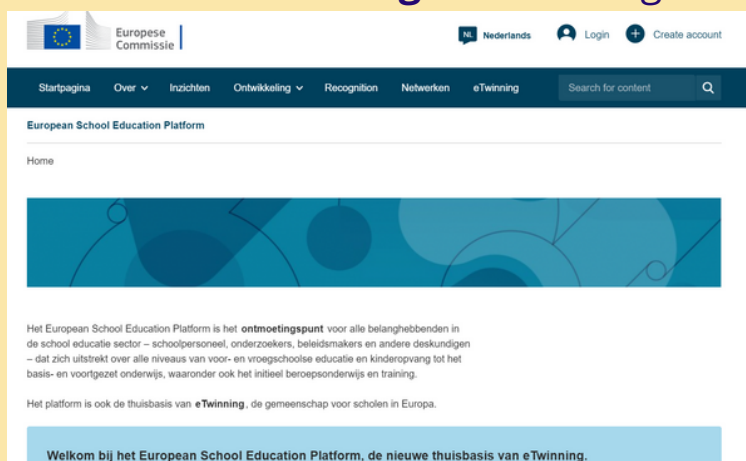 Europese
Commissie
NL Nederlands Login Create account
Startpagina Over Inzichten Ontwikkeling Recognition Netwerken eTwinning Search for content
European School Education Platform
Home
Het European School Education Platform is het ontmoetingspunt voor alle belanghebbenden in
de school educatie sector – schoolpersoneel, onderzoekers, beleidsmakers en andere deskundigen
– dat zich uitstrekt over alle niveaus van voor- en vroegschoolse educatie en kinderopvang tot het
basis- en voortgezet onderwijs, waaronder ook het initieel beroepsonderwijs en training.
Het platform is ook de thuisbasis van eTwinning, de gemeenschap voor scholen in Europa.
Welkom bij het European School Education Platform, de nieuwe thuisbasis van eTwinning.